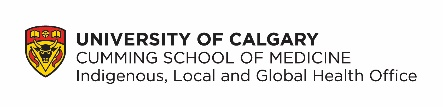 UNIVERSITY OF CALGARY
CUMMING SCHOOL OF MEDICINE
Indigenous, Local and Global Health Office